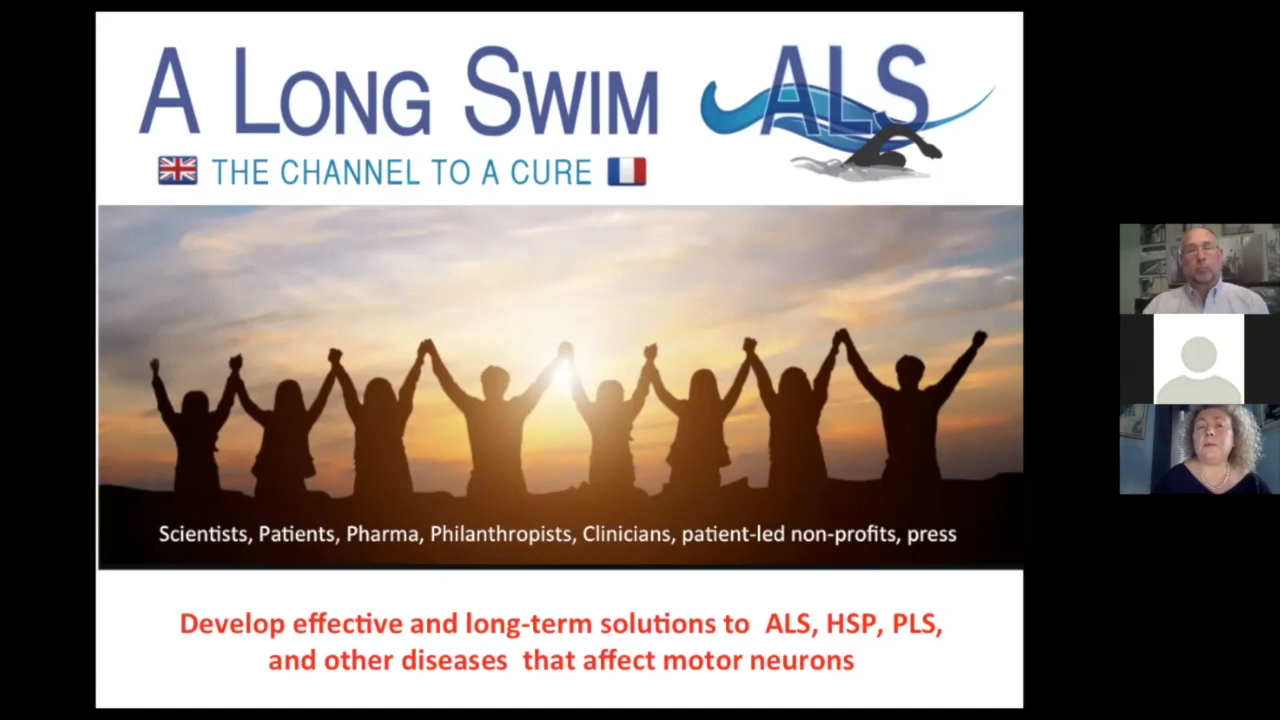 A LONG SWIM ALS
THE CHANNEL TO A CURE
Scientists, Patients, Pharma, Philanthropists, Clinicians, patient-led non-profits, press
Develop effective and long-term solutions to ALS, HSP, PLS,
and other diseases that affect motor neurons